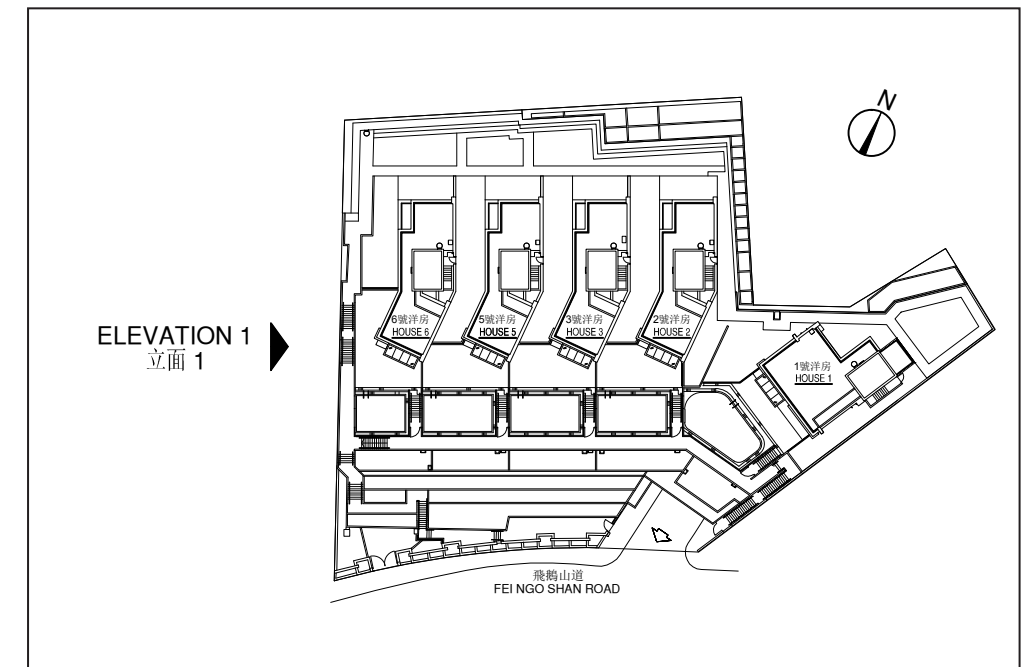 N
ELEVATION 1
立面 1
6號洋房
HOUSE 6
5號洋房
HOUSE 5
3號洋房
HOUSE 3
2號洋房
HOUSE 2
1號洋房
HOUSE 1
飛鵝山道
FEI NGO SHAN ROAD